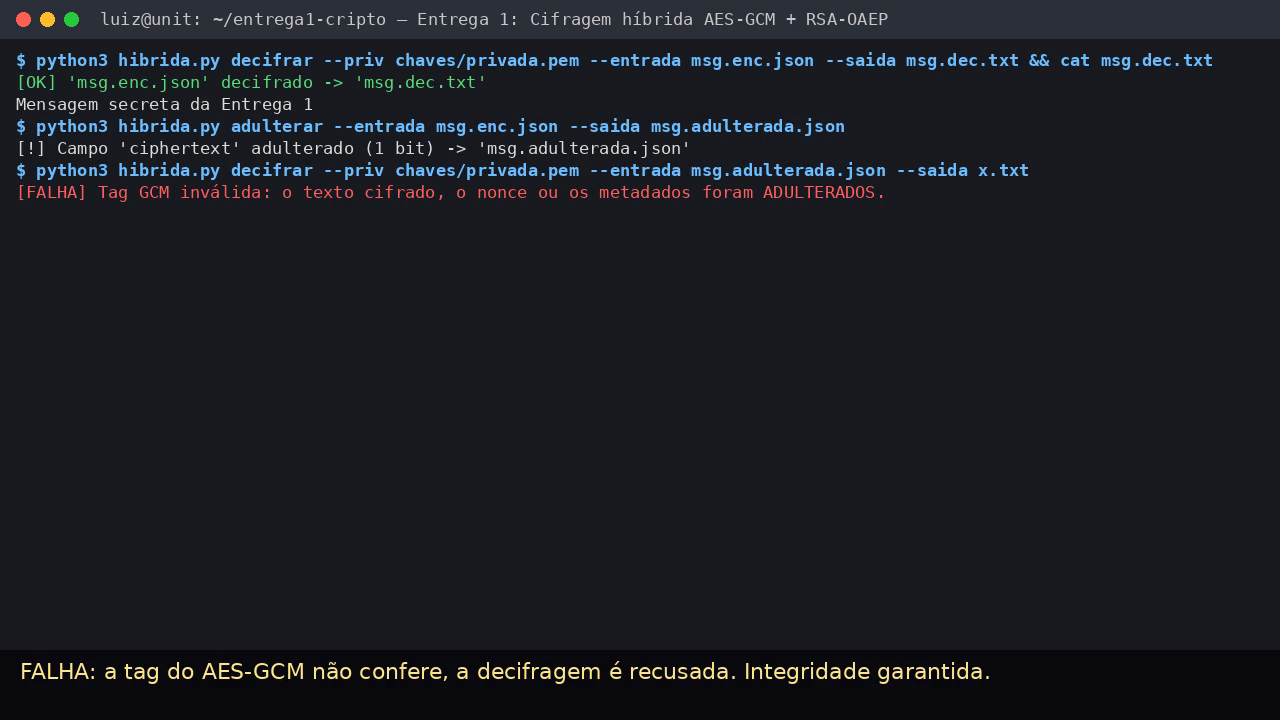 luiz@unit: ~/entrega1-cripto — Entrega 1: Cifragem híbrida AES-GCM + RSA-OAEP
$ python3 hibrida.py decifrar --priv chaves/privada.pem --entrada msg.enc.json --saida msg.dec.txt && cat msg.dec.txt
[OK] 'msg.enc.json' decifrado -> 'msg.dec.txt'
Mensagem secreta da Entrega 1
$ python3 hibrida.py adulterar --entrada msg.enc.json --saida msg.adulterada.json
[!] Campo 'ciphertext' adulterado (1 bit) -> 'msg.adulterada.json'
$ python3 hibrida.py decifrar --priv chaves/privada.pem --entrada msg.adulterada.json --saida x.txt
[FALHA] Tag GCM inválida: o texto cifrado, o nonce ou os metadados foram ADULTERADOS.
FALHA: a tag do AES-GCM não confere, a decifragem é recusada. Integridade garantida.